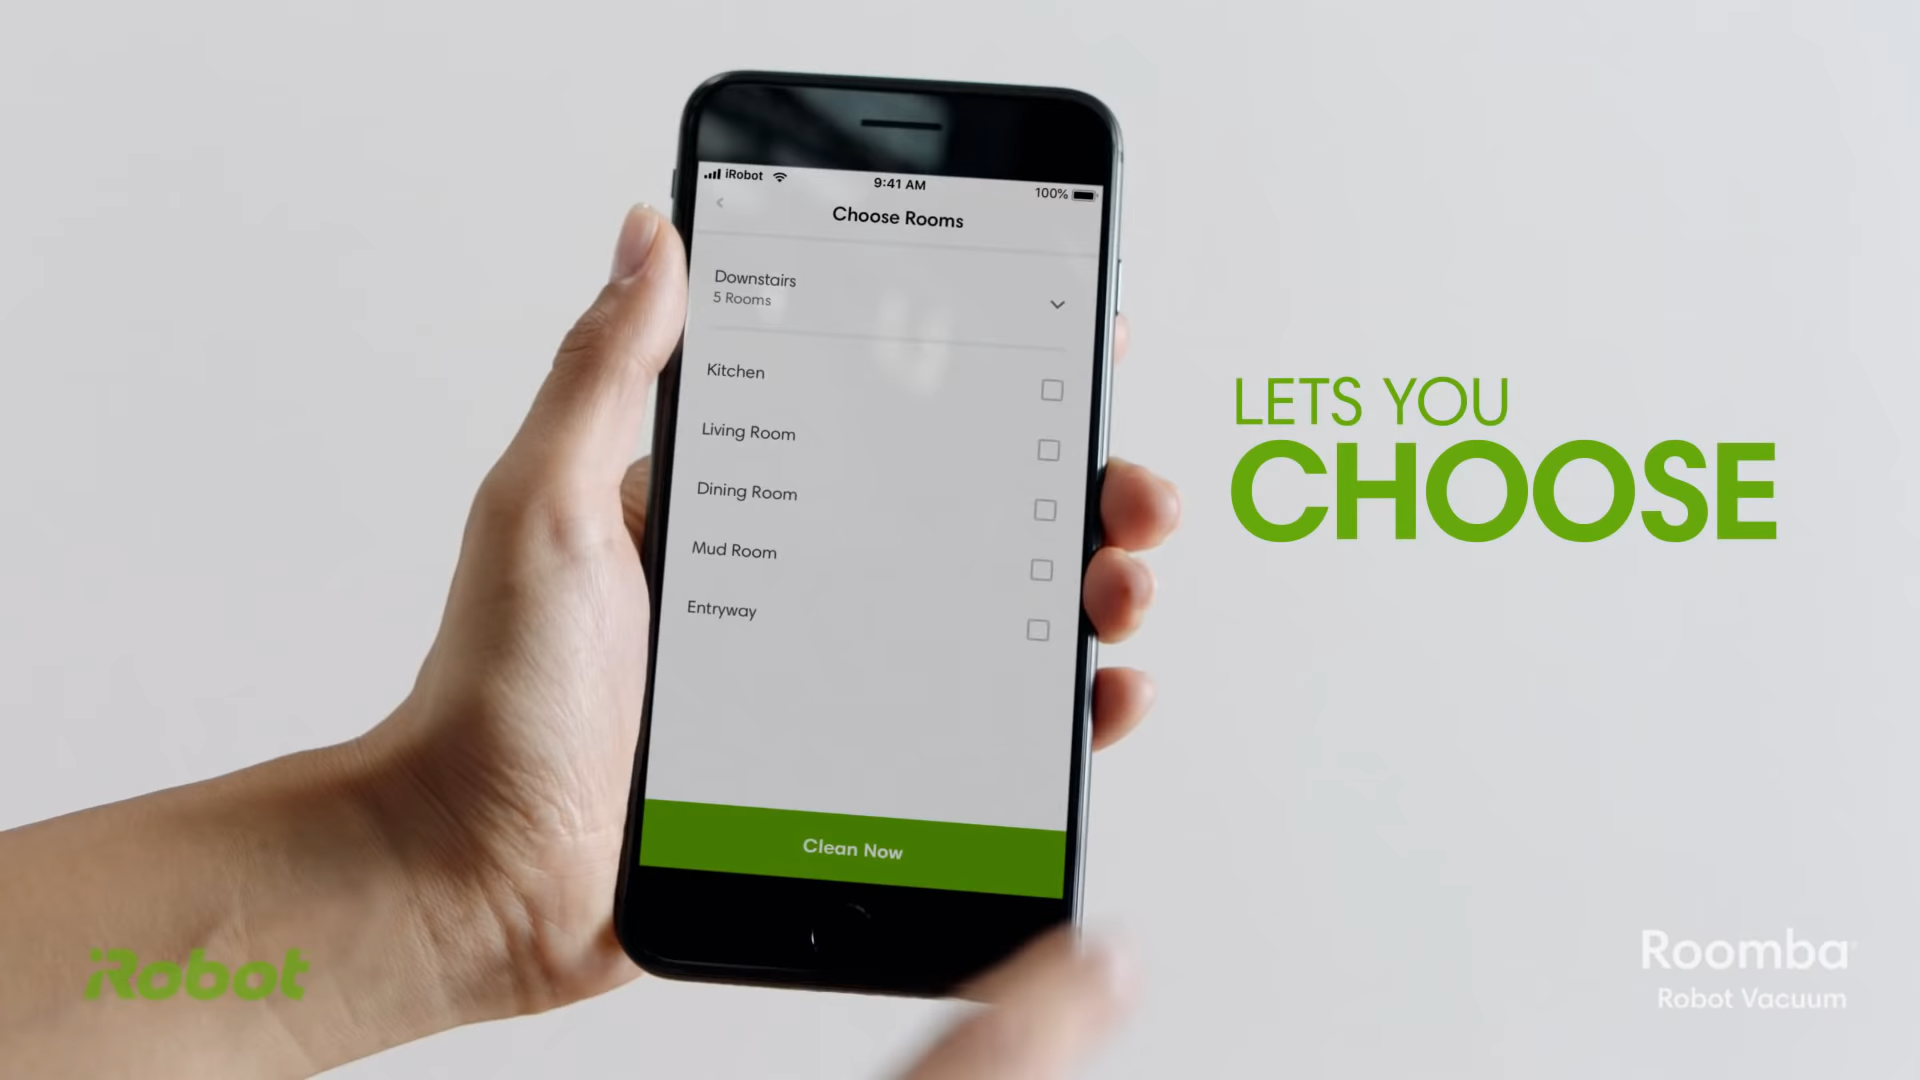 iRobot
9:41 AM
100%
Choose Rooms
Downstairs
5 Rooms
Kitchen
Living Room
Dining Room
Mud Room
Entryway
Clean Now
LETS YOU
CHOOSE
iRobot
Roomba
Robot Vacuum